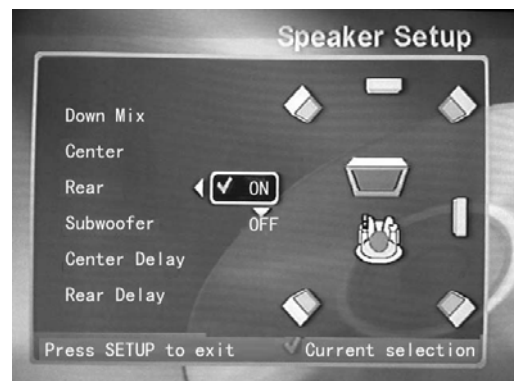 Speaker Setup
Down Mix
Center
Rear ON
Subwoofer OFF
Center Delay
Rear Delay
Press SETUP to exit Current selection